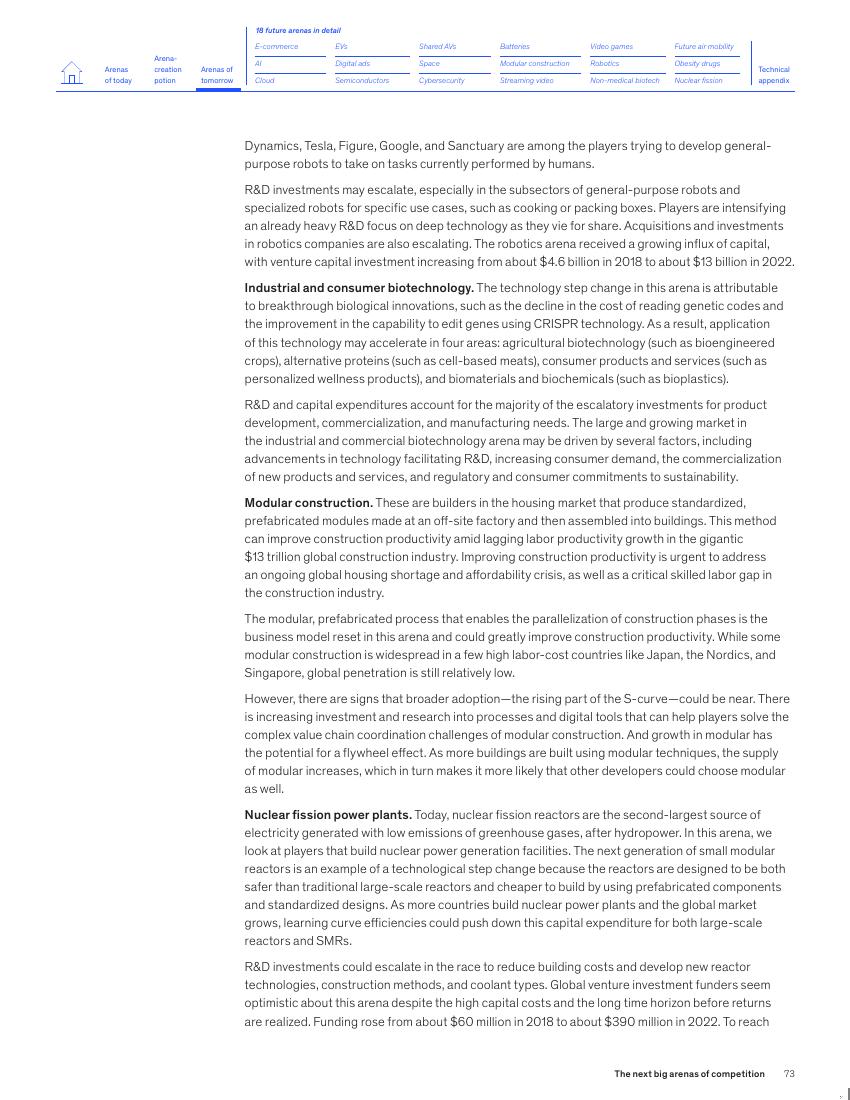 18 future arenas in detail
Arenas of today
Arena-creation potion
Arenas of tomorrow
E-commerce
EVs
Shared AVs
Batteries
Video games
Future air mobility
AI
Digital ads
Space
Modular construction
Robotics
Obesity drugs
Cloud
Semiconductors
Cybersecurity
Streaming video
Non-medical biotech
Nuclear fission
Technical appendix
Dynamics, Tesla, Figure, Google, and Sanctuary are among the players trying to develop general-
purpose robots to take on tasks currently performed by humans.
R&D investments may escalate, especially in the subsectors of general-purpose robots and
specialized robots for specific use cases, such as cooking or packing boxes. Players are intensifying
an already heavy R&D focus on deep technology as they vie for share. Acquisitions and investments
in robotics companies are also escalating. The robotics arena received a growing influx of capital,
with venture capital investment increasing from about $4.6 billion in 2018 to about $13 billion in 2022.
Industrial and consumer biotechnology. The technology step change in this arena is attributable
to breakthrough biological innovations, such as the decline in the cost of reading genetic codes and
the improvement in the capability to edit genes using CRISPR technology. As a result, application
of this technology may accelerate in four areas: agricultural biotechnology (such as bioengineered
crops), alternative proteins (such as cell-based meats), consumer products and services (such as
personalized wellness products), and biomaterials and biochemicals (such as bioplastics).
R&D and capital expenditures account for the majority of the escalatory investments for product
development, commercialization, and manufacturing needs. The large and growing market in
the industrial and commercial biotechnology arena may be driven by several factors, including
advancements in technology facilitating R&D, increasing consumer demand, the commercialization
of new products and services, and regulatory and consumer commitments to sustainability.
Modular construction. These are builders in the housing market that produce standardized,
prefabricated modules made at an off-site factory and then assembled into buildings. This method
can improve construction productivity amid lagging labor productivity growth in the gigantic
$13 trillion global construction industry. Improving construction productivity is urgent to address
an ongoing global housing shortage and affordability crisis, as well as a critical skilled labor gap in
the construction industry.
The modular, prefabricated process that enables the parallelization of construction phases is the
business model reset in this arena and could greatly improve construction productivity. While some
modular construction is widespread in a few high labor-cost countries like Japan, the Nordics, and
Singapore, global penetration is still relatively low.
However, there are signs that broader adoption—the rising part of the S-curve—could be near. There
is increasing investment and research into processes and digital tools that can help players solve the
complex value chain coordination challenges of modular construction. And growth in modular has
the potential for a flywheel effect. As more buildings are built using modular techniques, the supply
of modular increases, which in turn makes it more likely that other developers could choose modular
as well.
Nuclear fission power plants. Today, nuclear fission reactors are the second-largest source of
electricity generated with low emissions of greenhouse gases, after hydropower. In this arena, we
look at players that build nuclear power generation facilities. The next generation of small modular
reactors is an example of a technological step change because the reactors are designed to be both
safer than traditional large-scale reactors and cheaper to build by using prefabricated components
and standardized designs. As more countries build nuclear power plants and the global market
grows, learning curve efficiencies could push down this capital expenditure for both large-scale
reactors and SMRs.
R&D investments could escalate in the race to reduce building costs and develop new reactor
technologies, construction methods, and coolant types. Global venture investment funders seem
optimistic about this arena despite the high capital costs and the long time horizon before returns
are realized. Funding rose from about $60 million in 2018 to about $390 million in 2022. To reach
The next big arenas of competition 73